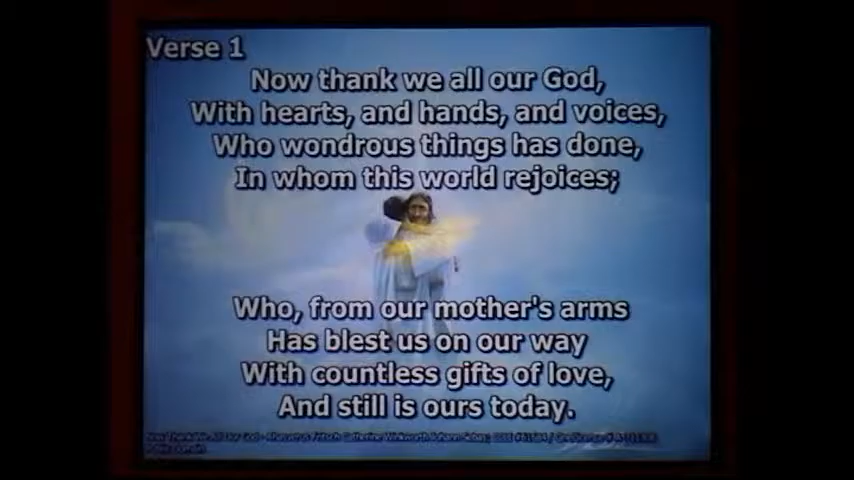 Verse 1
Now thank we all our God,
With hearts, and hands, and voices,
Who wondrous things has done,
In whom this world rejoices;
Who, from our mother's arms
Has blest us on our way
With countless gifts of love,
And still is ours today.